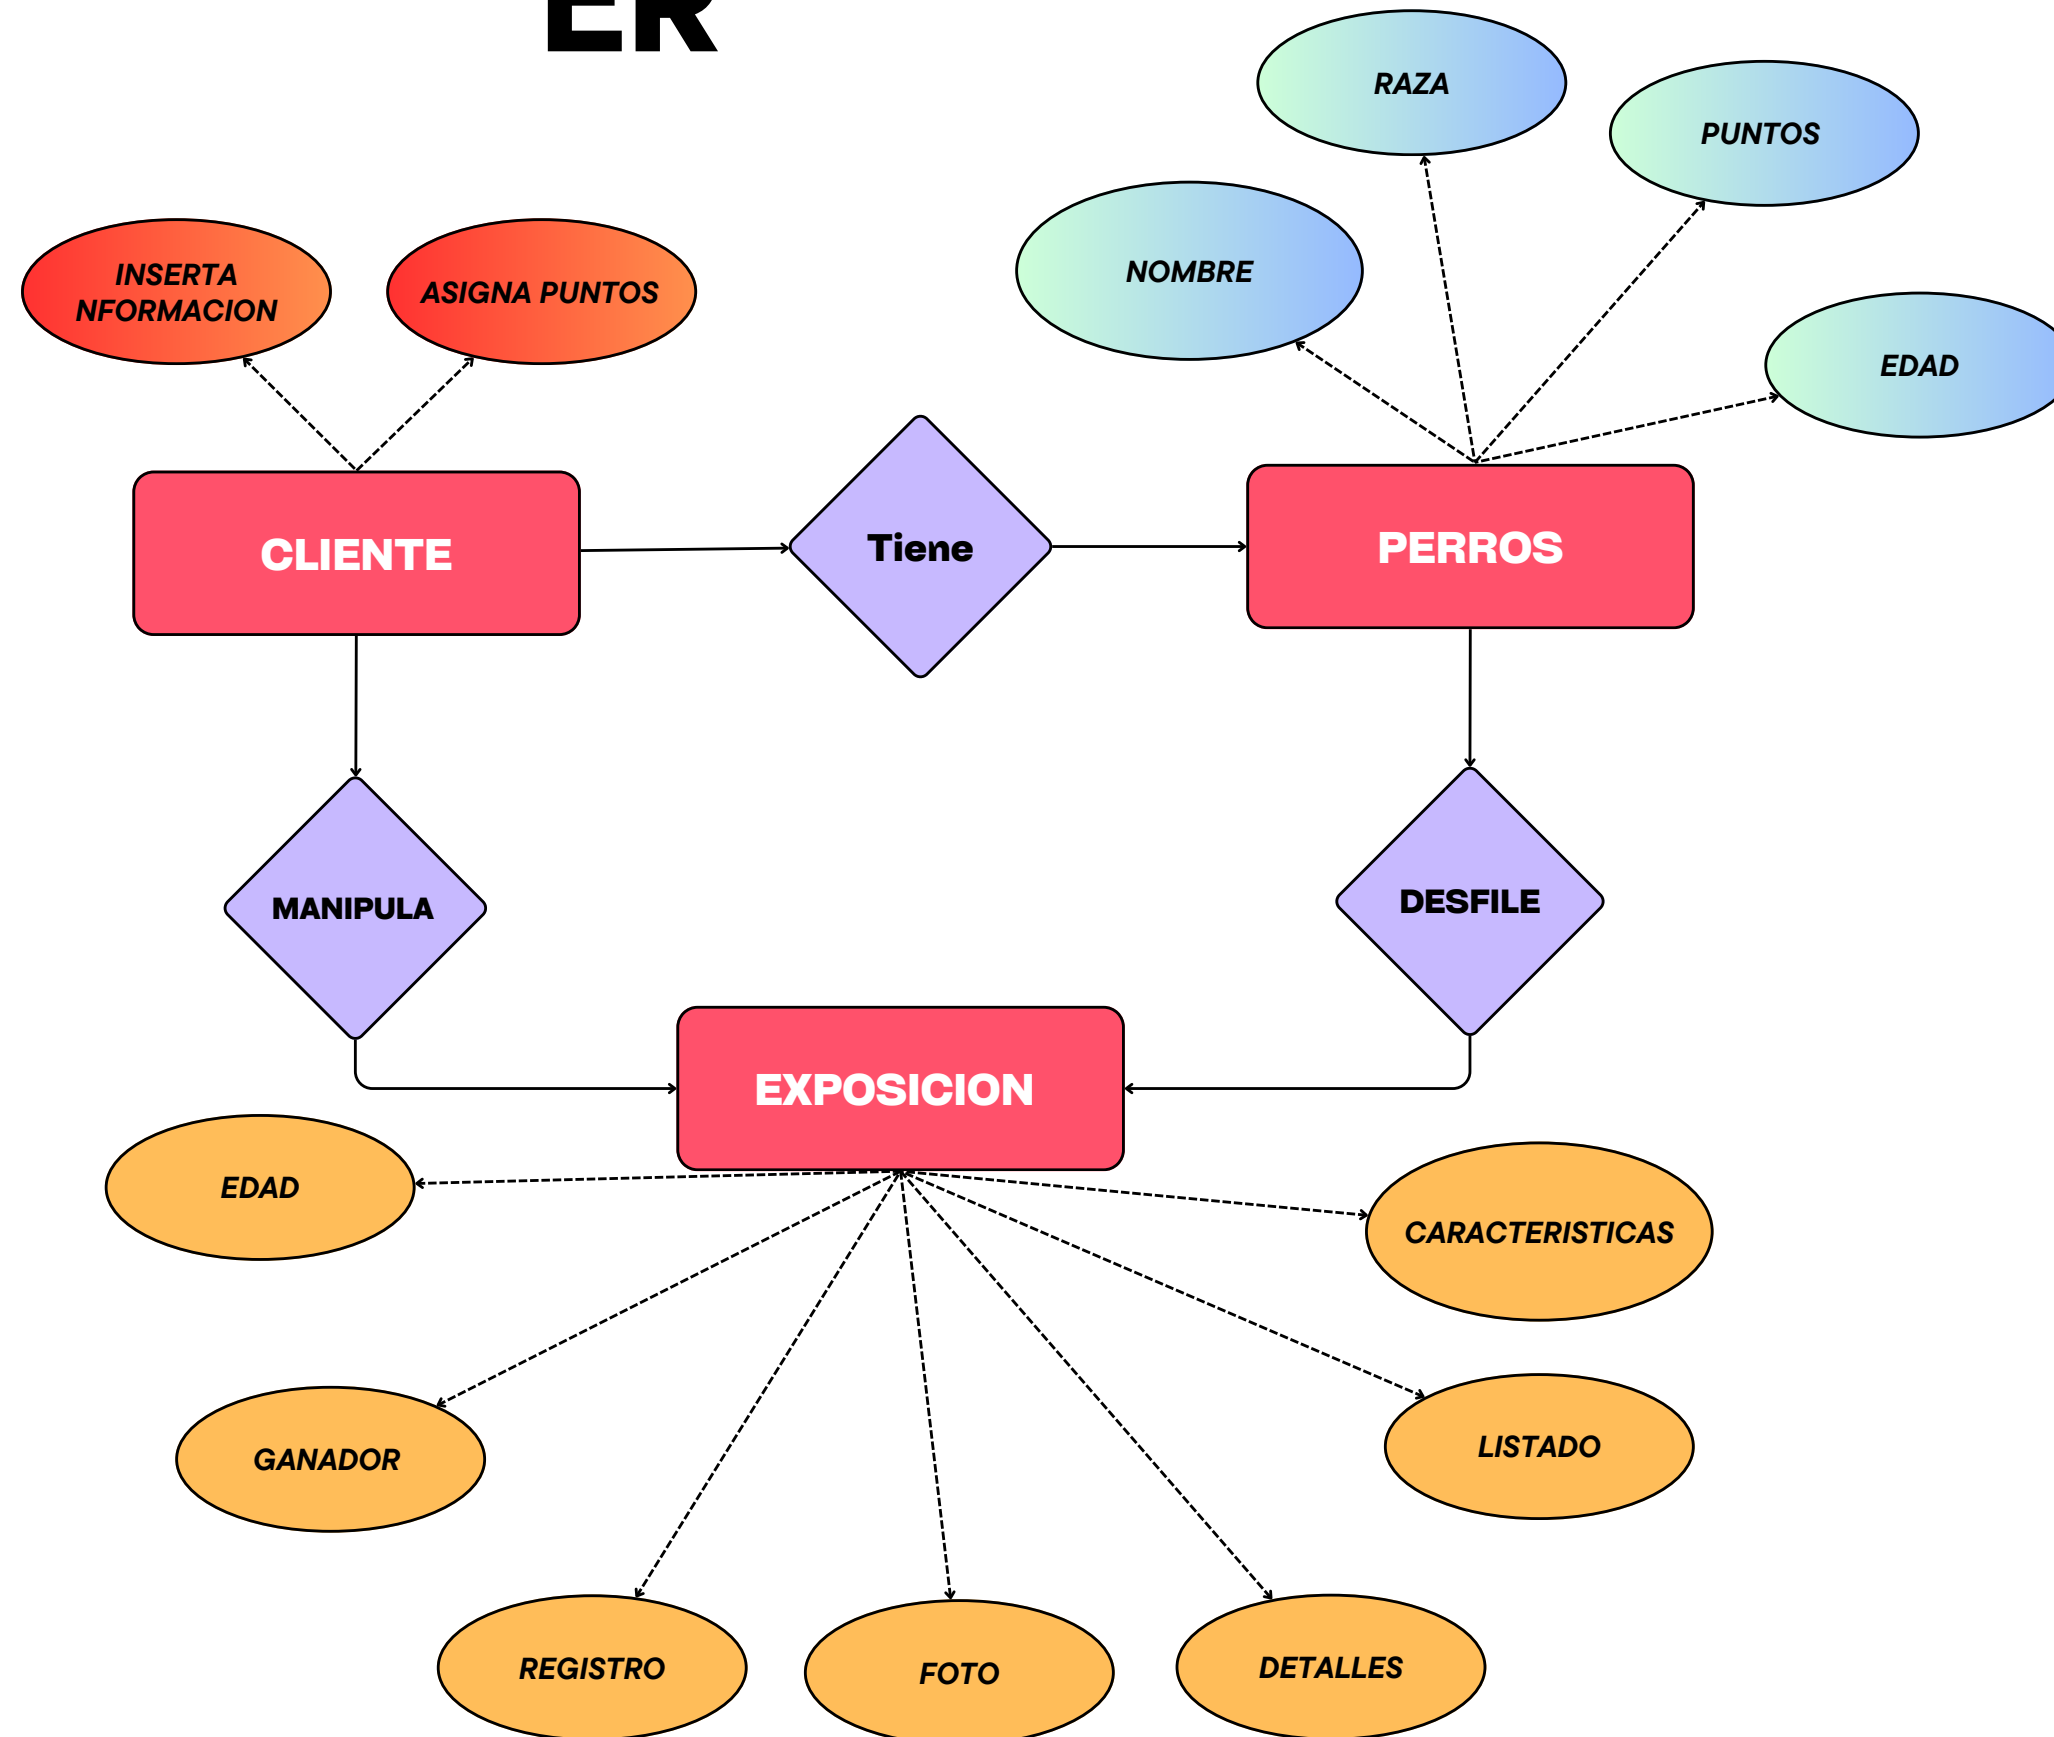 ER
RAZA
PUNTOS
NOMBRE
INSERTA
NFORMACION
ASIGNA PUNTOS
EDAD
CLIENTE
Tiene
PERROS
MANIPULA
DESFILE
EXPOSICION
EDAD
CARACTERISTICAS
GANADOR
LISTADO
REGISTRO
FOTO
DETALLES